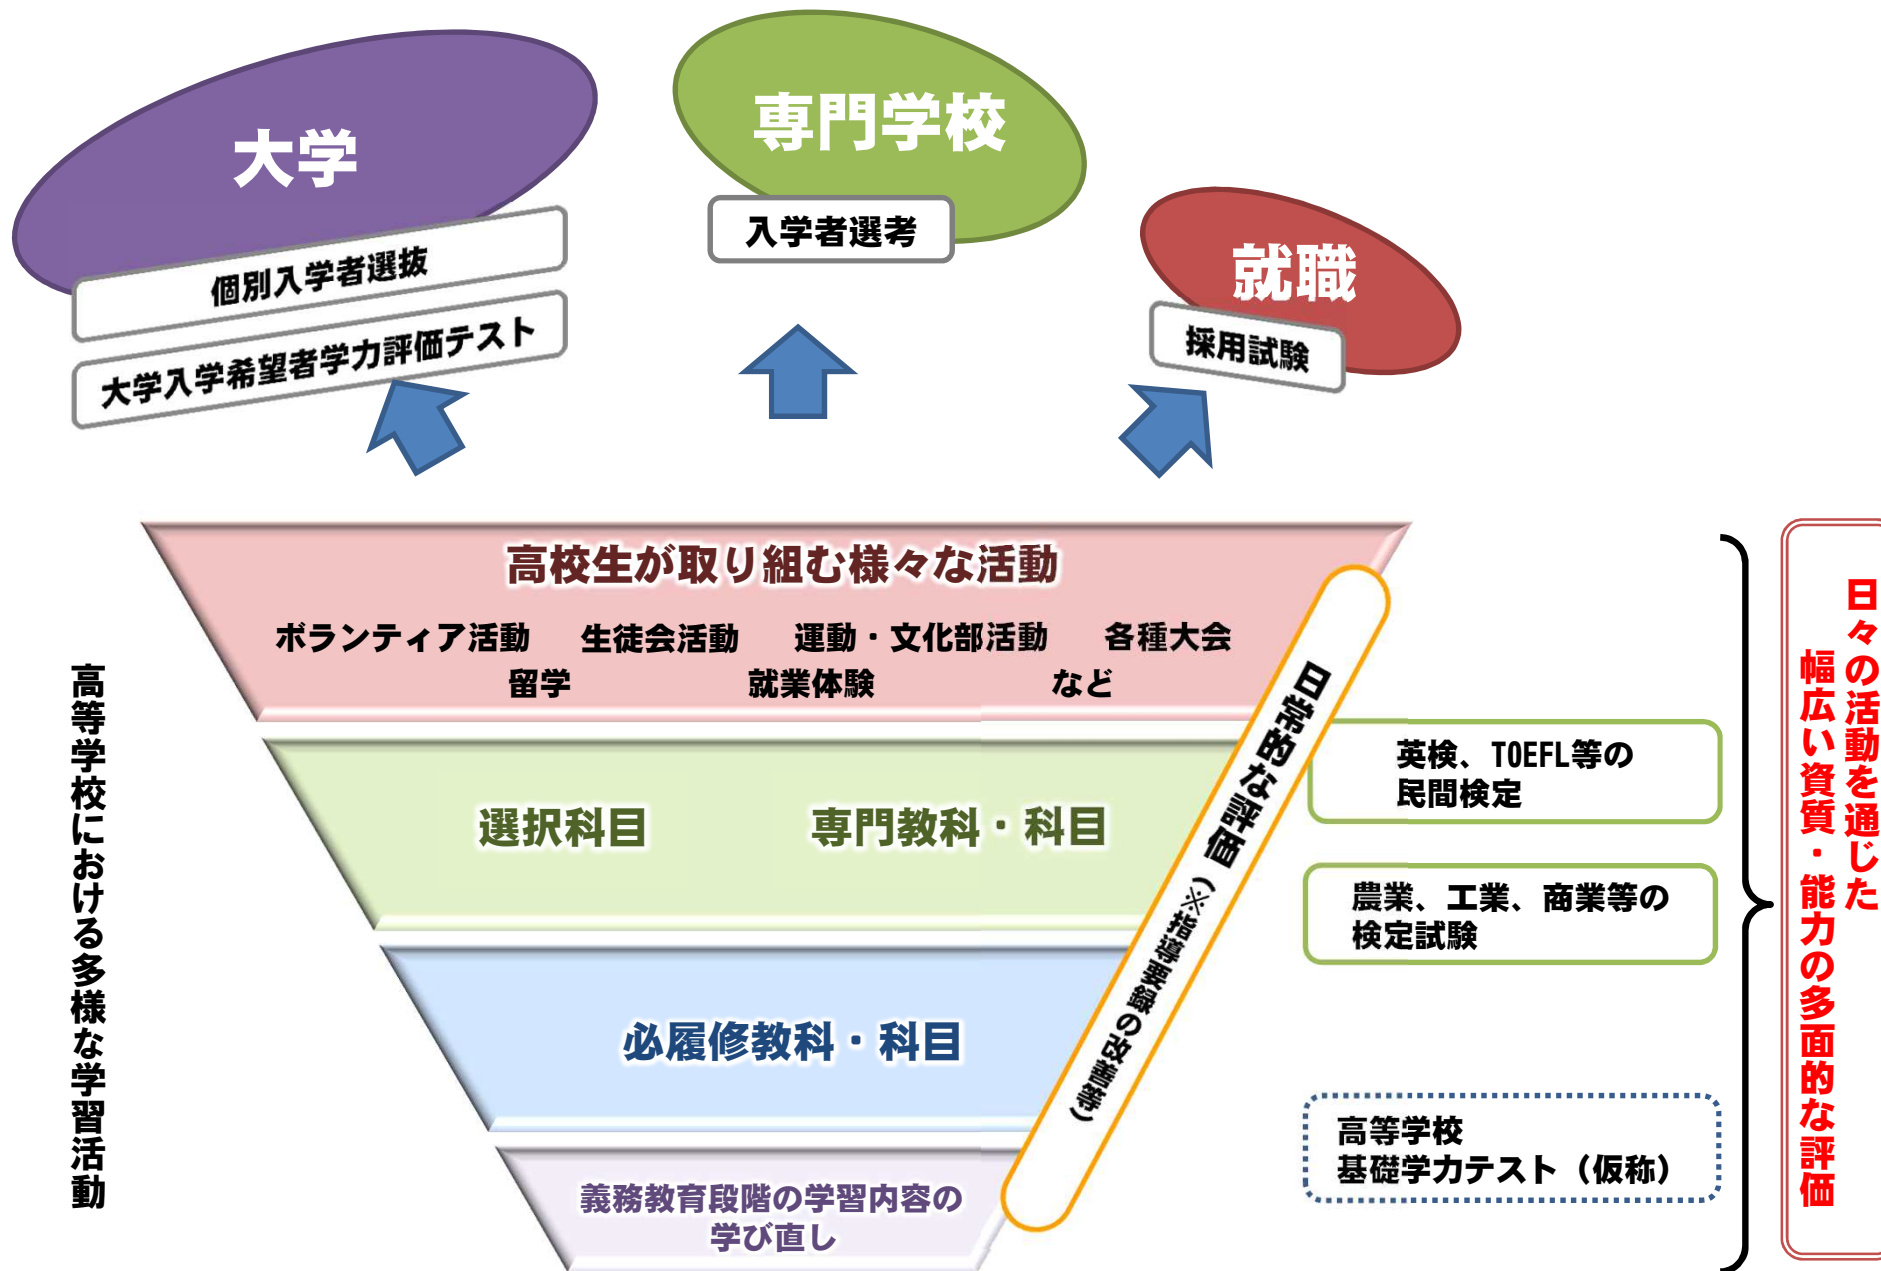 大学
個別入学者選抜
大学入学希望者学力評価テスト
専門学校
入学者選考
就職
採用試験
高等学校における多様な学習活動
高校生が取り組む様々な活動
ボランティア活動 生徒会活動 運動・文化部活動 各種大会
留学 就業体験 など
選択科目 専門教科・科目
必履修教科・科目
義務教育段階の学習内容の
学び直し
日常的な評価（※指導要録の改善等）
英検、TOEFL等の
民間検定
農業、工業、商業等の
検定試験
高等学校
基礎学力テスト（仮称）
日々の活動を通じた
幅広い資質・能力の多面的な評価